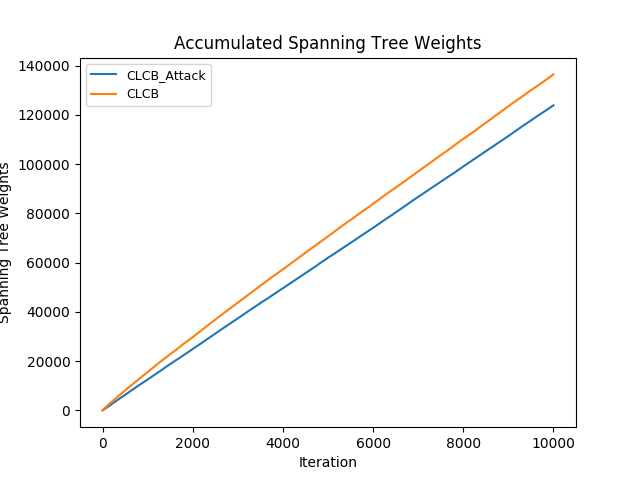 Accumulated Spanning Tree Weights
CLCB_Attack
CLCB
140000
120000
100000
80000
60000
40000
20000
0
Spanning Tree Weights
0 2000 4000 6000 8000 10000
Iteration